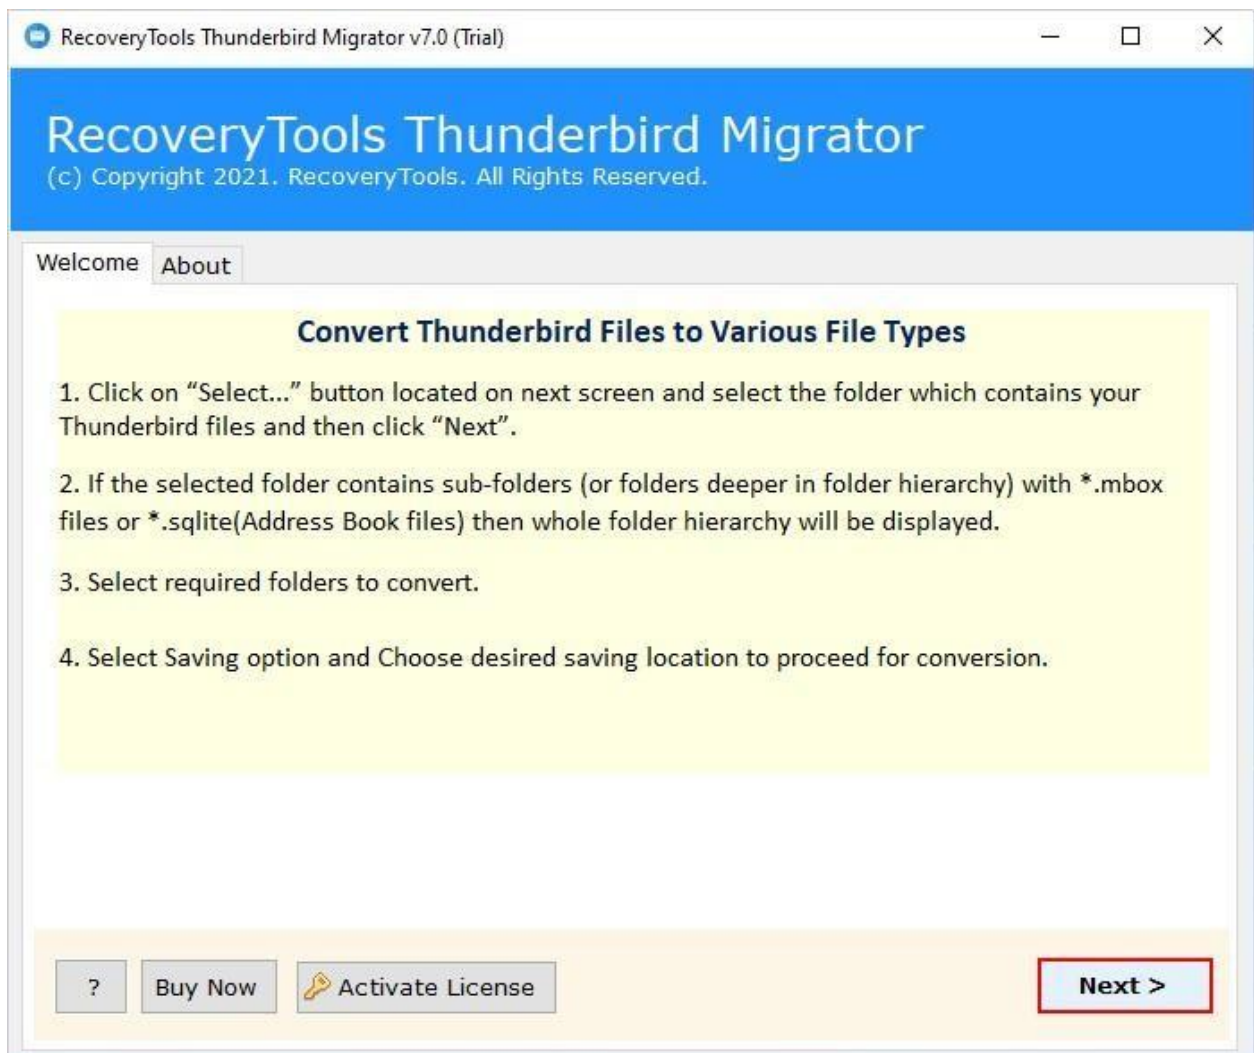 RecoveryTools Thunderbird Migrator v7.0 (Trial)
RecoveryTools Thunderbird Migrator
(c) Copyright 2021. RecoveryTools. All Rights Reserved.
Welcome About
Convert Thunderbird Files to Various File Types
1. Click on “Select...” button located on next screen and select the folder which contains your
Thunderbird files and then click “Next”.
2. If the selected folder contains sub-folders (or folders deeper in folder hierarchy) with *.mbox
files or *.sqlite(Address Book files) then whole folder hierarchy will be displayed.
3. Select required folders to convert.
4. Select Saving option and Choose desired saving location to proceed for conversion.
? Buy Now Activate License Next >